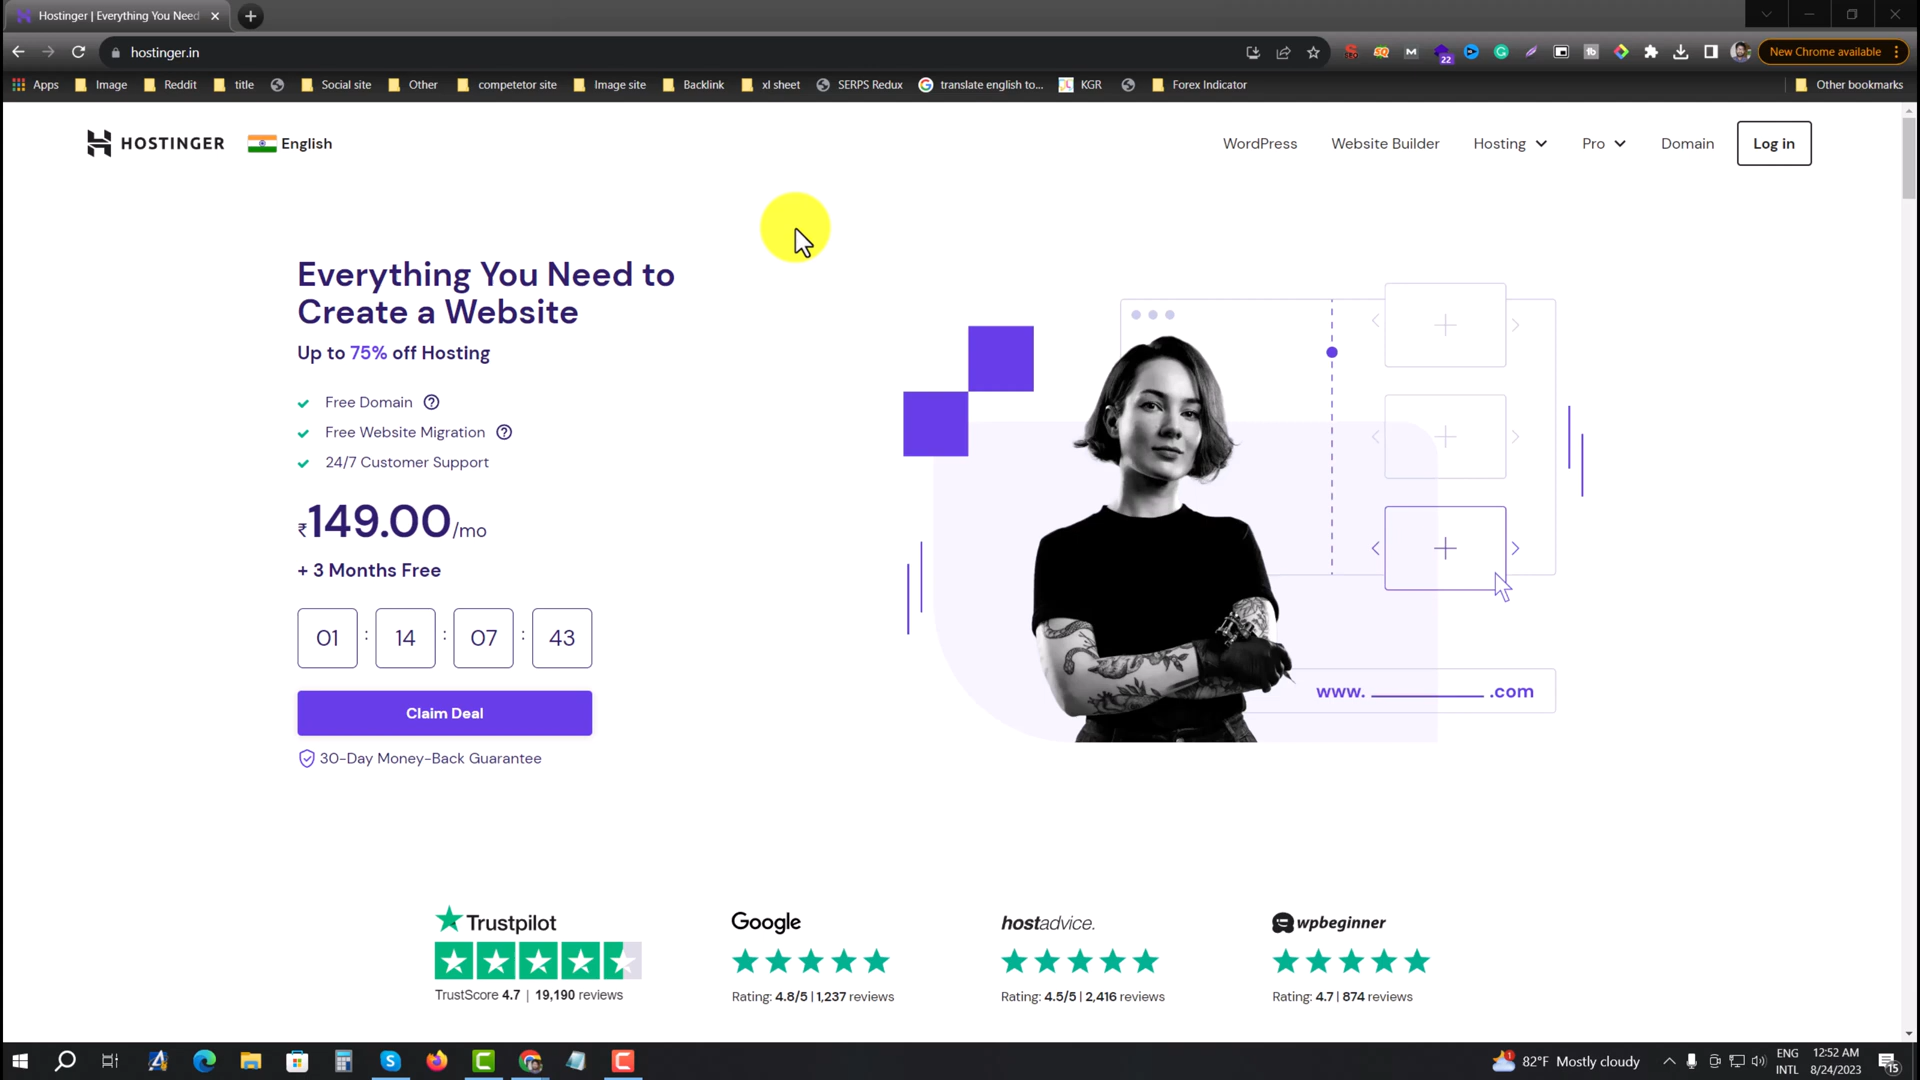 Hostinger | Everything You Need
hostinger.in
22
New Chrome available
Apps
Image
Reddit
title
Social site
Other
competetor site
Image site
Backlink
xl sheet
SERPS Redux
translate english to...
KGR
Forex Indicator
Other bookmarks
HOSTINGER
English
WordPress
Website Builder
Hosting
Pro
Domain
Log in
Everything You Need to
Create a Website
Up to 75% off Hosting
Free Domain ?
Free Website Migration ?
24/7 Customer Support
₹149.00/mo
+ 3 Months Free
01 : 14 : 07 : 43
Claim Deal
30-Day Money-Back Guarantee
www. ________ .com
Trustpilot
TrustScore 4.7 | 19,190 reviews
Google
Rating: 4.8/5 | 1,237 reviews
hostadvice.
Rating: 4.5/5 | 2,416 reviews
wpbeginner
Rating: 4.7 | 874 reviews
82°F Mostly cloudy
ENG
INTL
12:52 AM
8/24/2023
15